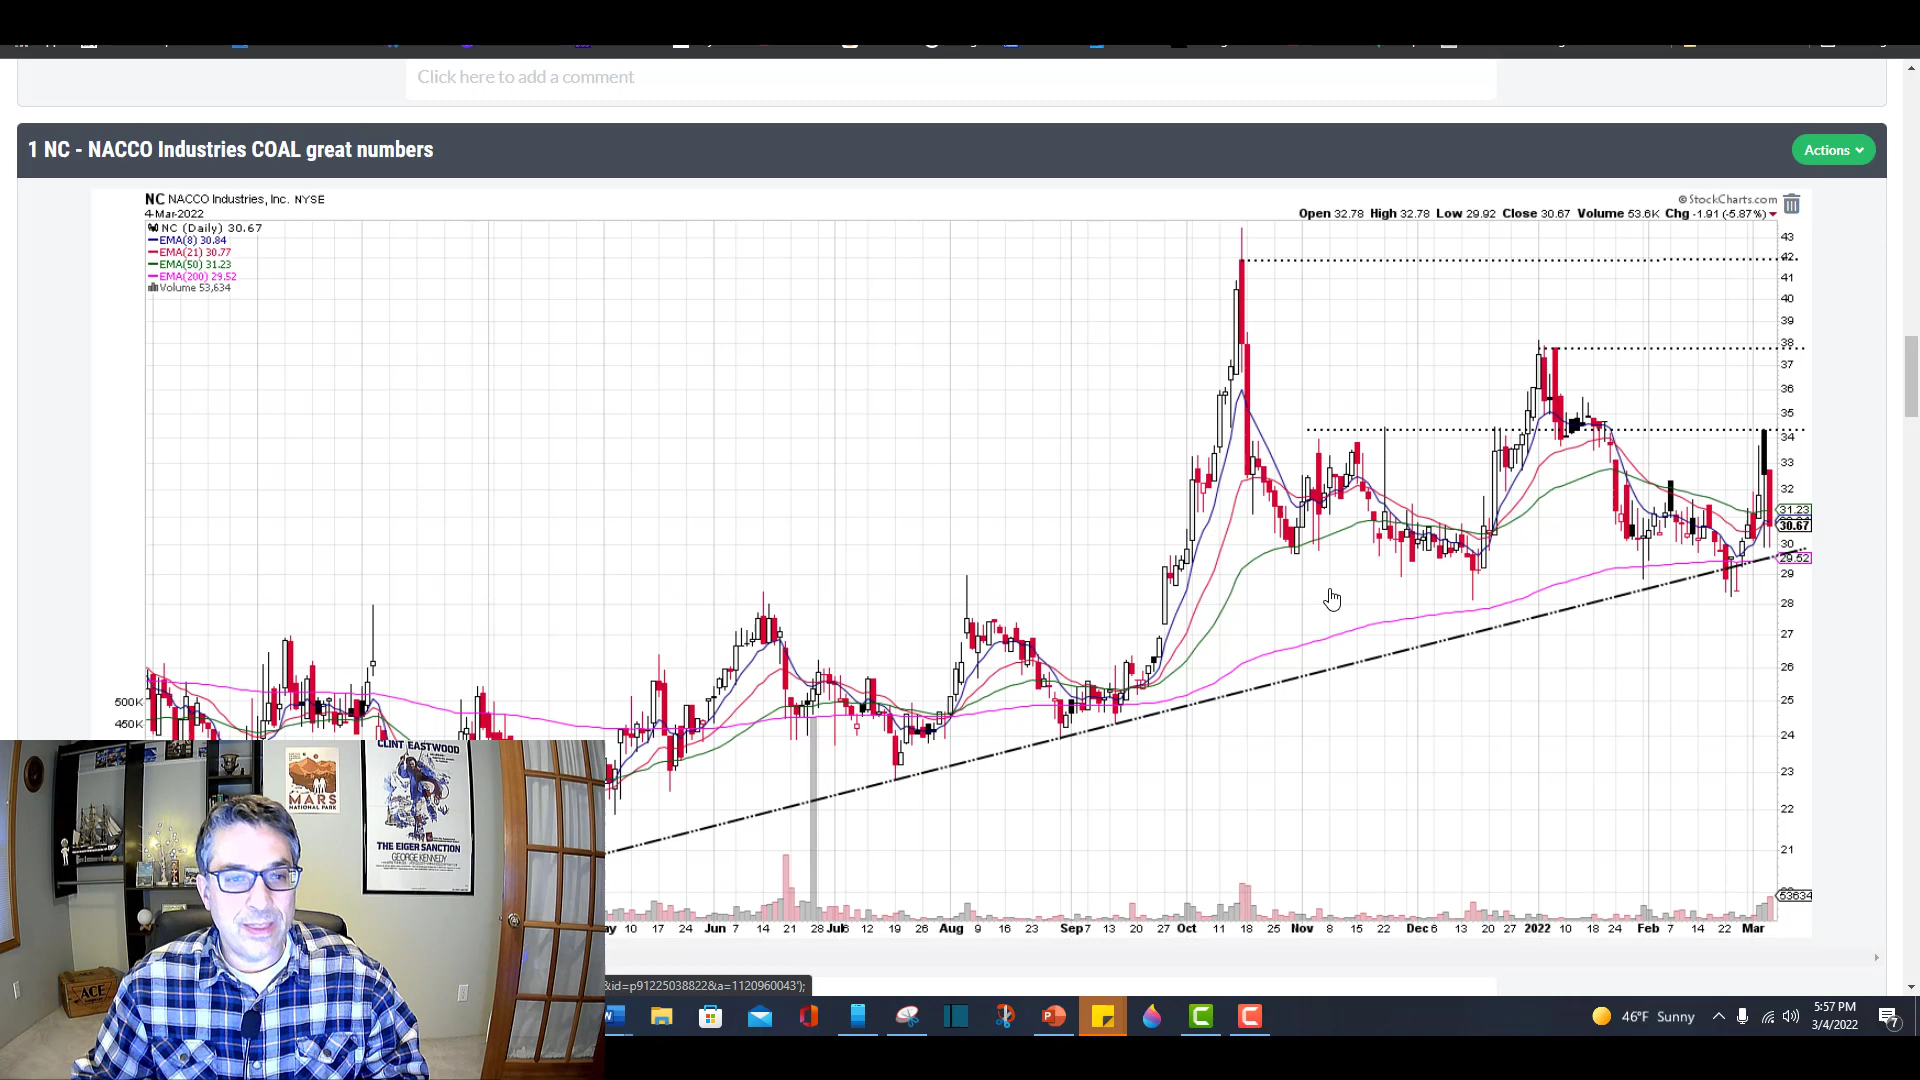 Click here to add a comment
1 NC - NACCO Industries COAL great numbers
Actions
NC NACCO Industries, Inc. NYSE
© StockCharts.com
4-Mar-2022
Open 32.78 High 32.78 Low 29.92 Close 30.67 Volume 53.6K Chg -1.91 (-5.87%)
NC (Daily) 30.67
EMA(8) 30.84
EMA(21) 30.77
EMA(50) 31.23
EMA(200) 29.52
Volume 53,634
43
42
41
40
39
38
37
36
35
34
33
32
31.23
30.67
30
29.52
29
28
27
26
25
24
23
22
21
53634
500K
450K
10 17 24 Jun 7 14 21 28 Jul 6 12 19 26 Aug 9 16 23 Sep 7 13 20 27 Oct 11 18 25 Nov 8 15 22 Dec 6 13 20 27 2022 10 18 24 Feb 7 14 22 Mar
CLINT EASTWOOD
THE EIGER SANCTION
GEORGE KENNEDY
MARS
NATIONAL PARK
ACE
&id=p91225038822&a=1120960043');
46°F Sunny
5:57 PM
3/4/2022
7